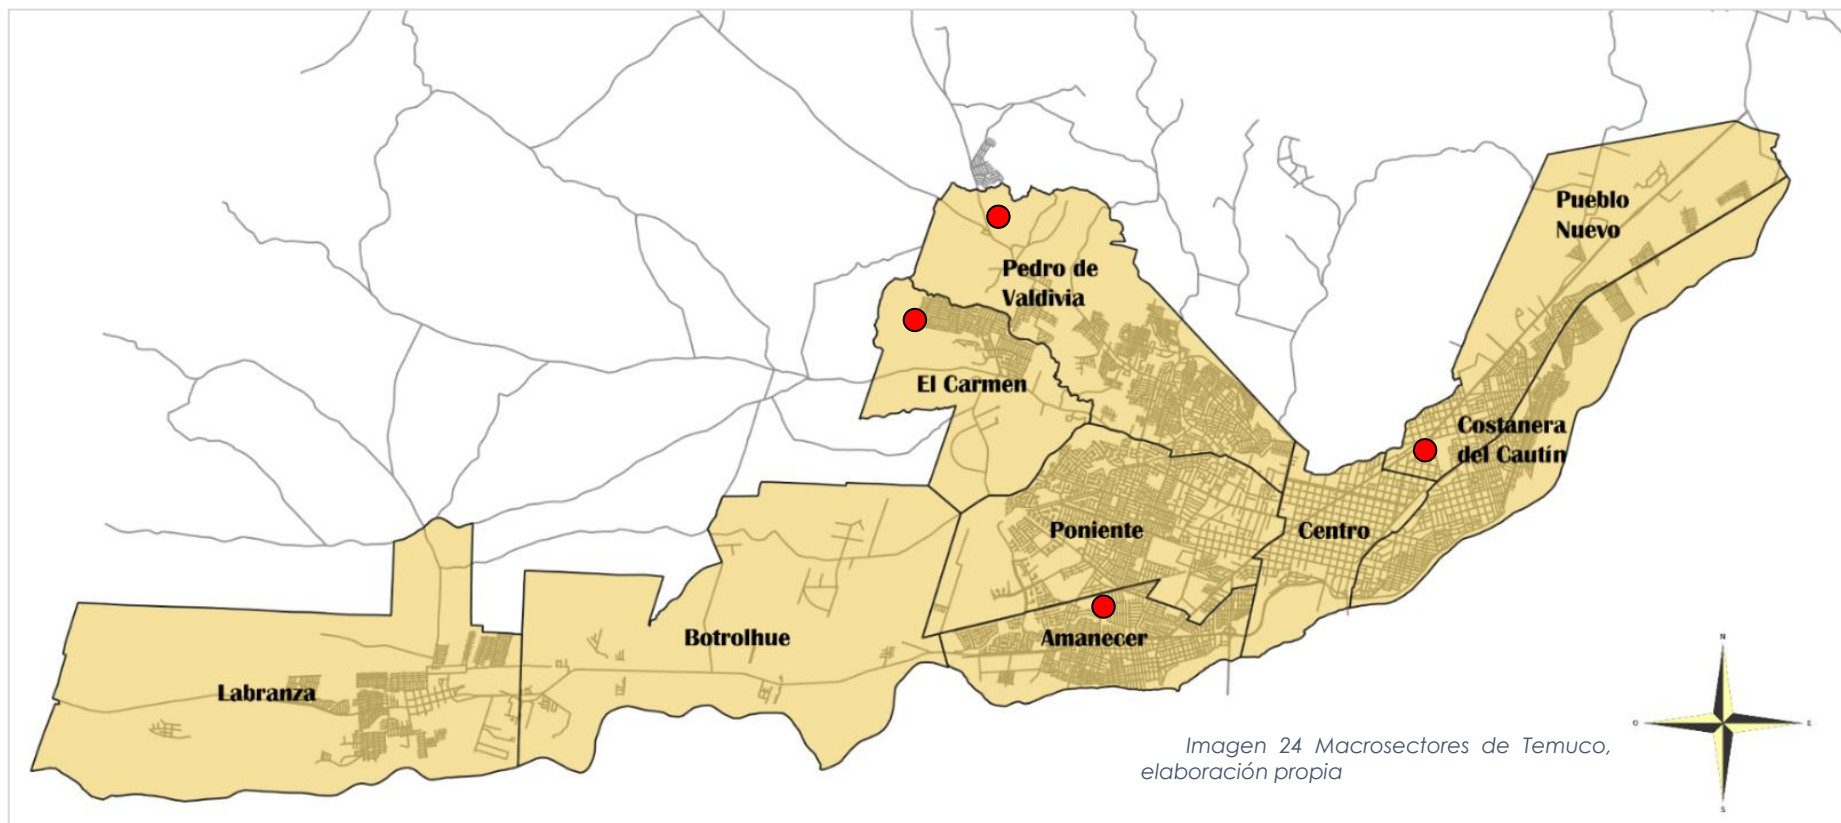 Pueblo
Nuevo
Pedro de
Valdivia
El Carmen
Costanera
del Cautín
Poniente
Centro
Botrolhue
Amanecer
Labranza
N
O
E
S
Imagen 24 Macrosectores de Temuco,
elaboración propia